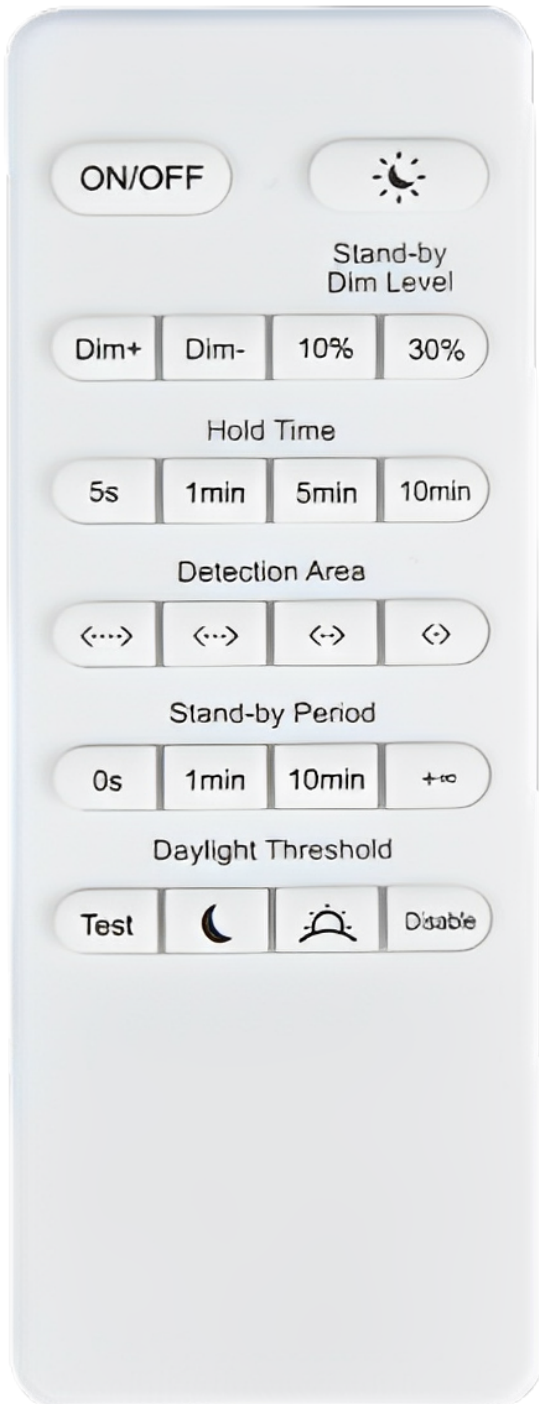 ON/OFF
Stand-by
Dim Level
Dim+ Dim- 10% 30%
Hold Time
5s 1min 5min 10min
Detection Area
<····> <···> <··> <·>
Stand-by Period
0s 1min 10min +∞
Daylight Threshold
Test Disable